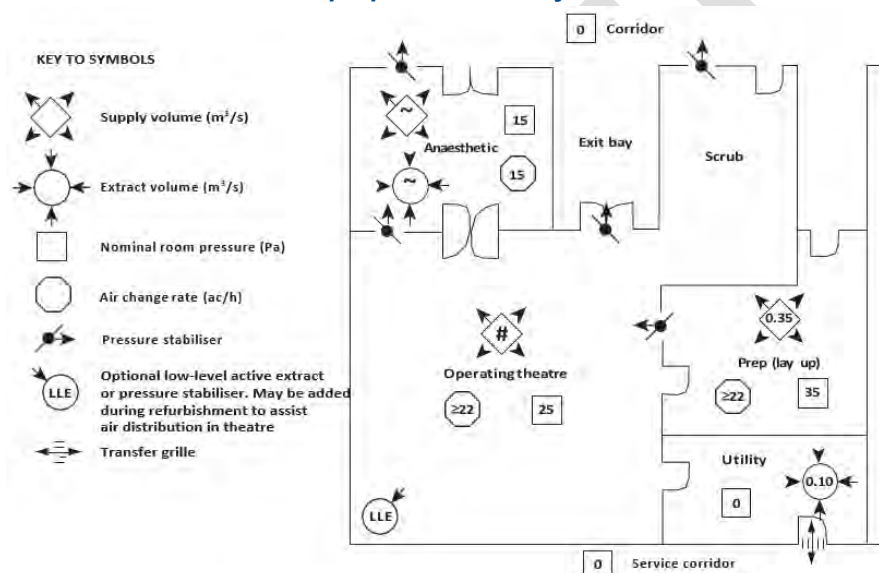 KEY TO SYMBOLS
Supply volume (m³/s)
Extract volume (m³/s)
Nominal room pressure (Pa)
Air change rate (ac/h)
Pressure stabiliser
LLE
Optional low-level active extract
or pressure stabiliser. May be added
during refurbishment to assist
air distribution in theatre
Transfer grille
0 Corridor
~
15
Anaesthetic
~
15
Exit bay
Scrub
#
Operating theatre
≥22 25
0.35
Prep (lay up)
≥22 35
Utility
0.10
0
LLE
0 Service corridor